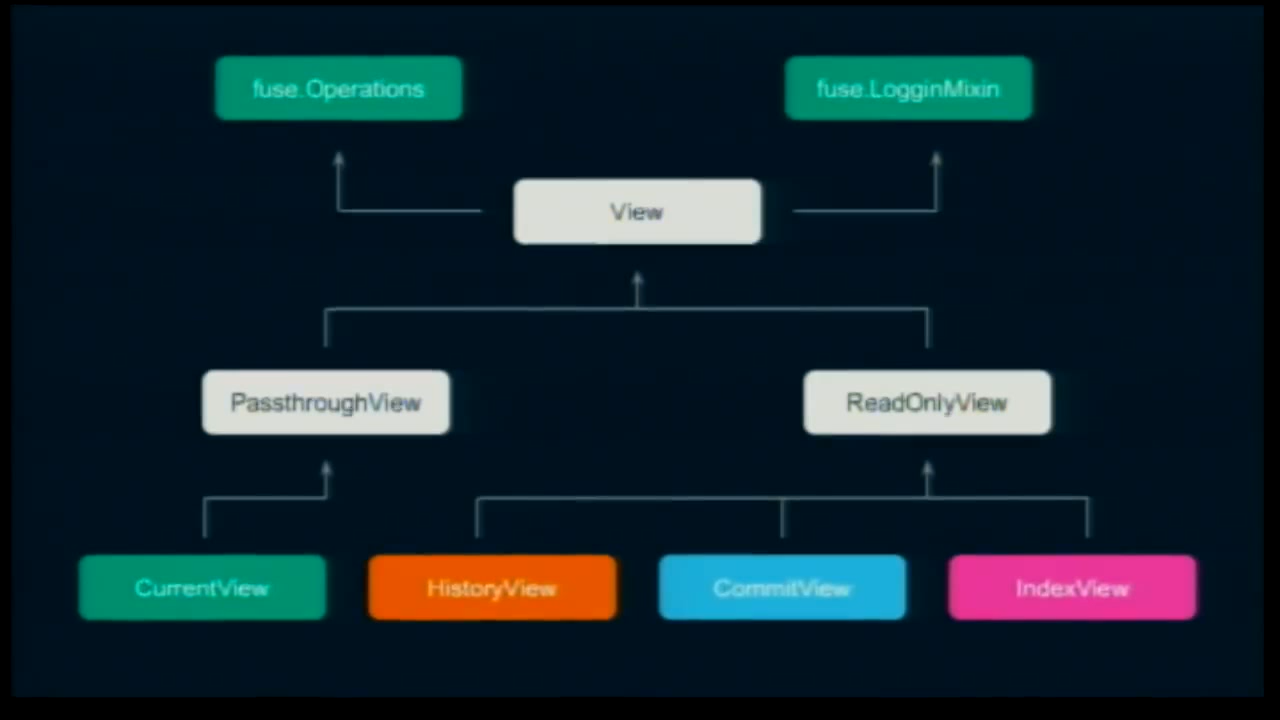 fuse.Operations
fuse.LogginMixin
View
PassthroughView
ReadOnlyView
CurrentView
HistoryView
CommitView
IndexView